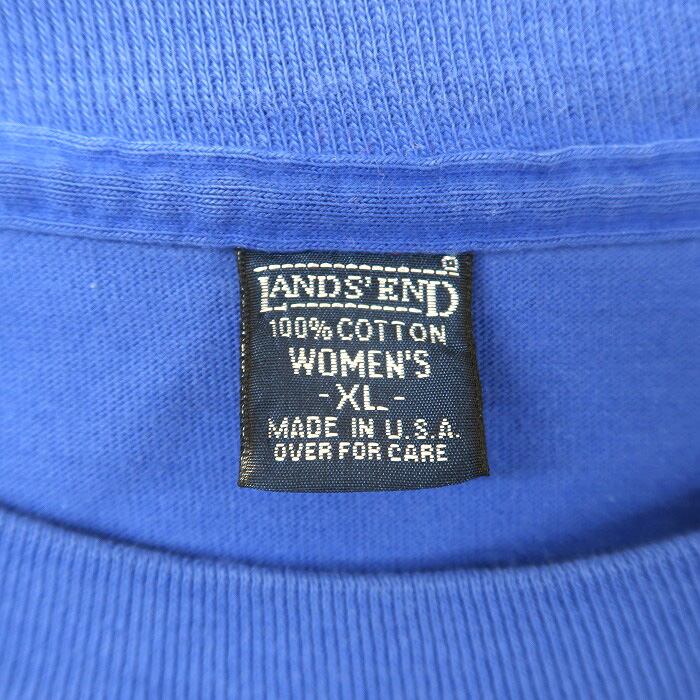 LANDS' END ®
100% COTTON
WOMEN'S
- XL -
MADE IN U.S.A.
OVER FOR CARE